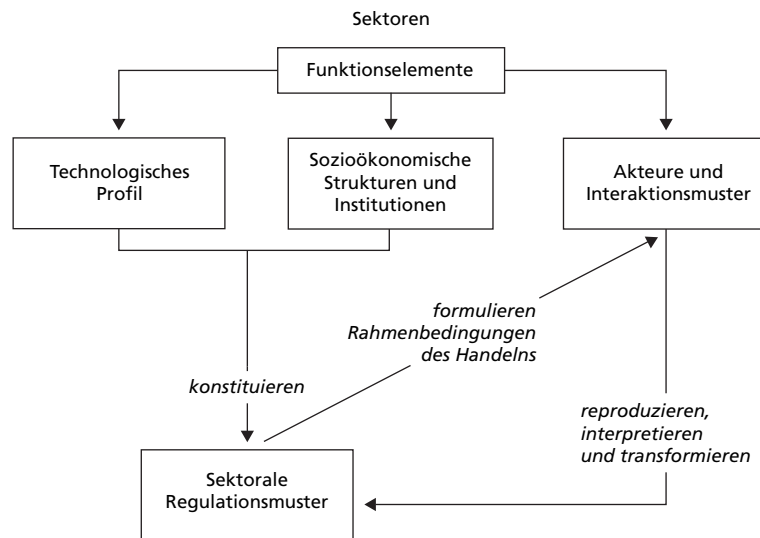 Sektoren
Funktionselemente
Technologisches
Profil
Sozioökonomische
Strukturen und
Institutionen
Akteure und
Interaktionsmuster
formulieren
Rahmenbedingungen
des Handelns
konstituieren
reproduzieren,
interpretieren
und transformieren
Sektorale
Regulationsmuster